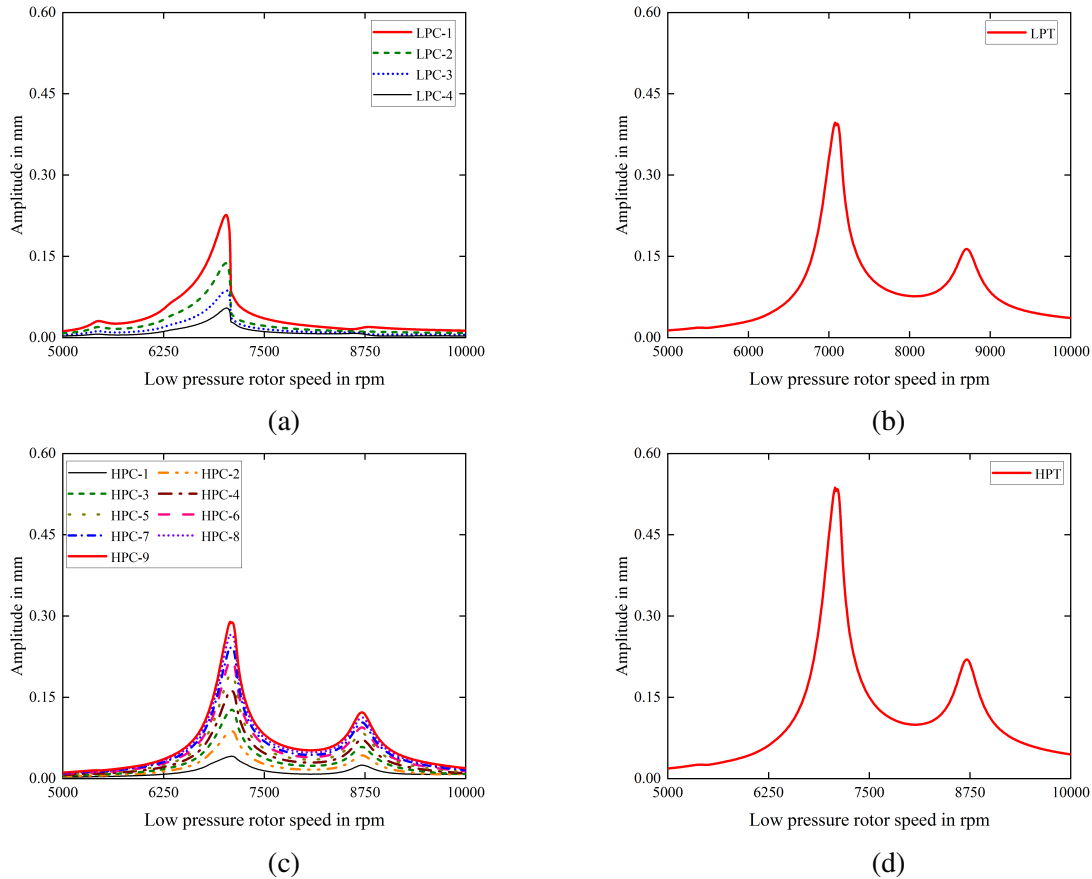 0.60
0.45
0.30
0.15
0.00
Amplitude in mm
LPC-1
LPC-2
LPC-3
LPC-4
5000 6250 7500 8750 10000
Low pressure rotor speed in rpm
(a)
0.60
0.45
0.30
0.15
0.00
Amplitude in mm
LPT
5000 6000 7000 8000 9000 10000
Low pressure rotor speed in rpm
(b)
0.60
0.45
0.30
0.15
0.00
Amplitude in mm
HPC-1 HPC-2
HPC-3 HPC-4
HPC-5 HPC-6
HPC-7 HPC-8
HPC-9
5000 6250 7500 8750 10000
Low pressure rotor speed in rpm
(c)
0.60
0.45
0.30
0.15
0.00
Amplitude in mm
HPT
5000 6250 7500 8750 10000
Low pressure rotor speed in rpm
(d)